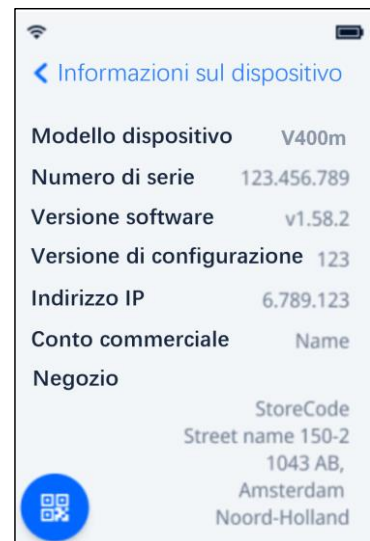 Informazioni sul dispositivo
Modello dispositivo V400m
Numero di serie 123.456.789
Versione software v1.58.2
Versione di configurazione 123
Indirizzo IP 6.789.123
Conto commerciale Name
Negozio
StoreCode
Street name 150-2
1043 AB,
Amsterdam
Noord-Holland